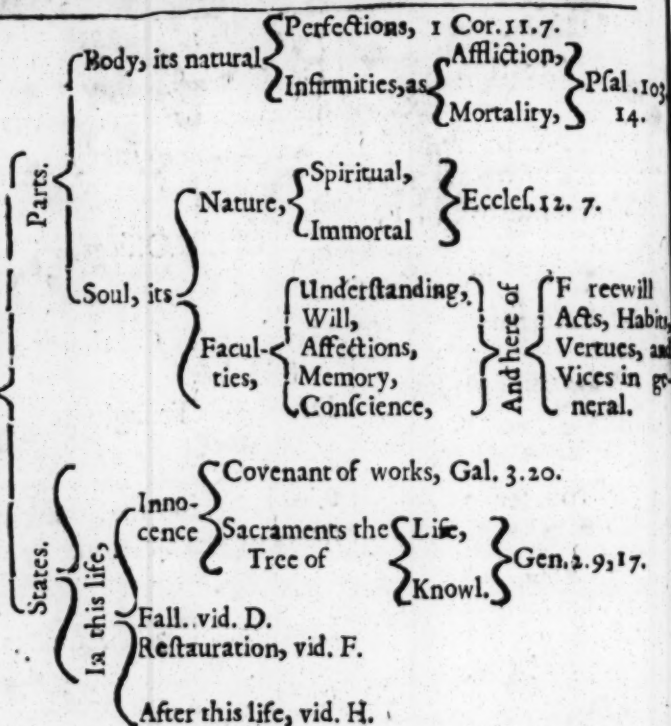 Parts.
Body, its natural
Perfections, 1 Cor. 11. 7.
Infirmities, as
Affliction,
Mortality,
Psal. 103
14.
Soul, its
Nature,
Spiritual,
Immortal
Eccles. 12. 7.
Facul-
ties,
Understanding,
Will,
Affections,
Memory,
Conscience,
And here of
F reewill
Acts, Habits,
Vertues, and
Vices in ge-
neral.
States.
In this life,
Inno-
cence
Covenant of works, Gal. 3. 20.
Sacraments the
Tree of
Life,
Knowl.
Gen. 2. 9, 17.
Fall. vid. D.
Restauration, vid. F.
After this life, vid. H.